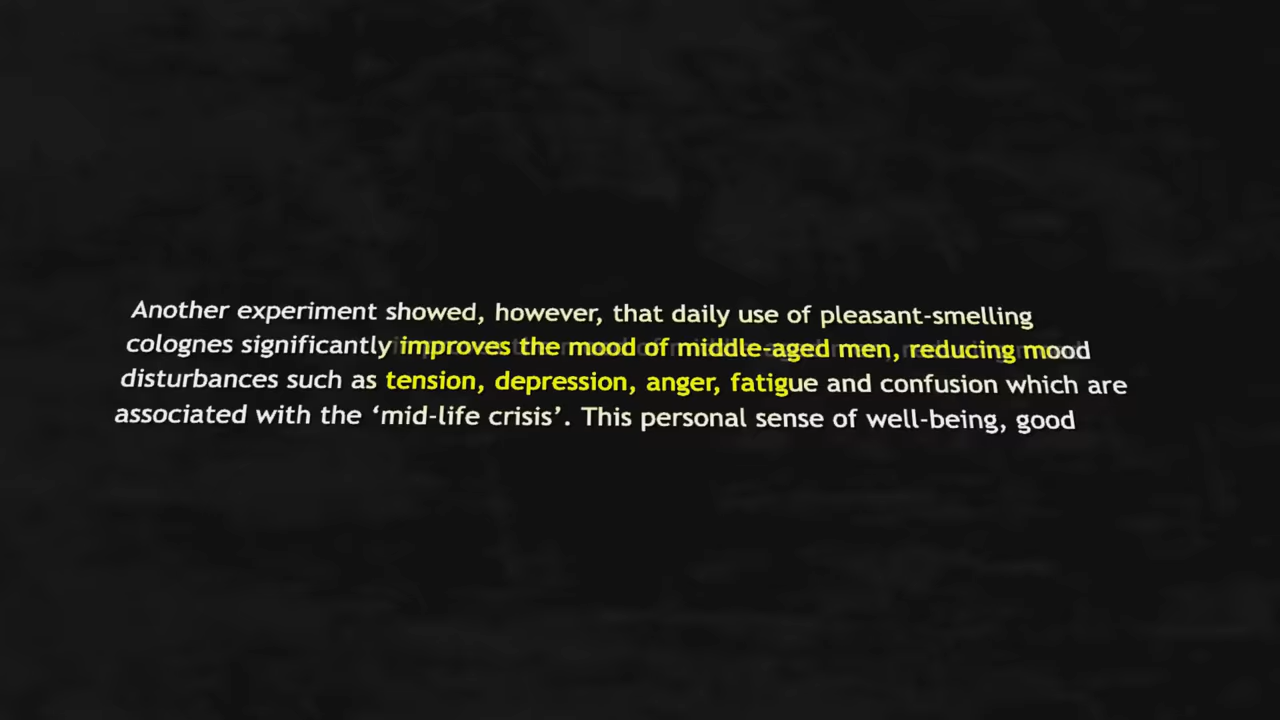 Another experiment showed, however, that daily use of pleasant-smelling
colognes significantly improves the mood of middle-aged men, reducing mood
disturbances such as tension, depression, anger, fatigue and confusion which are
associated with the ‘mid-life crisis’. This personal sense of well-being, good